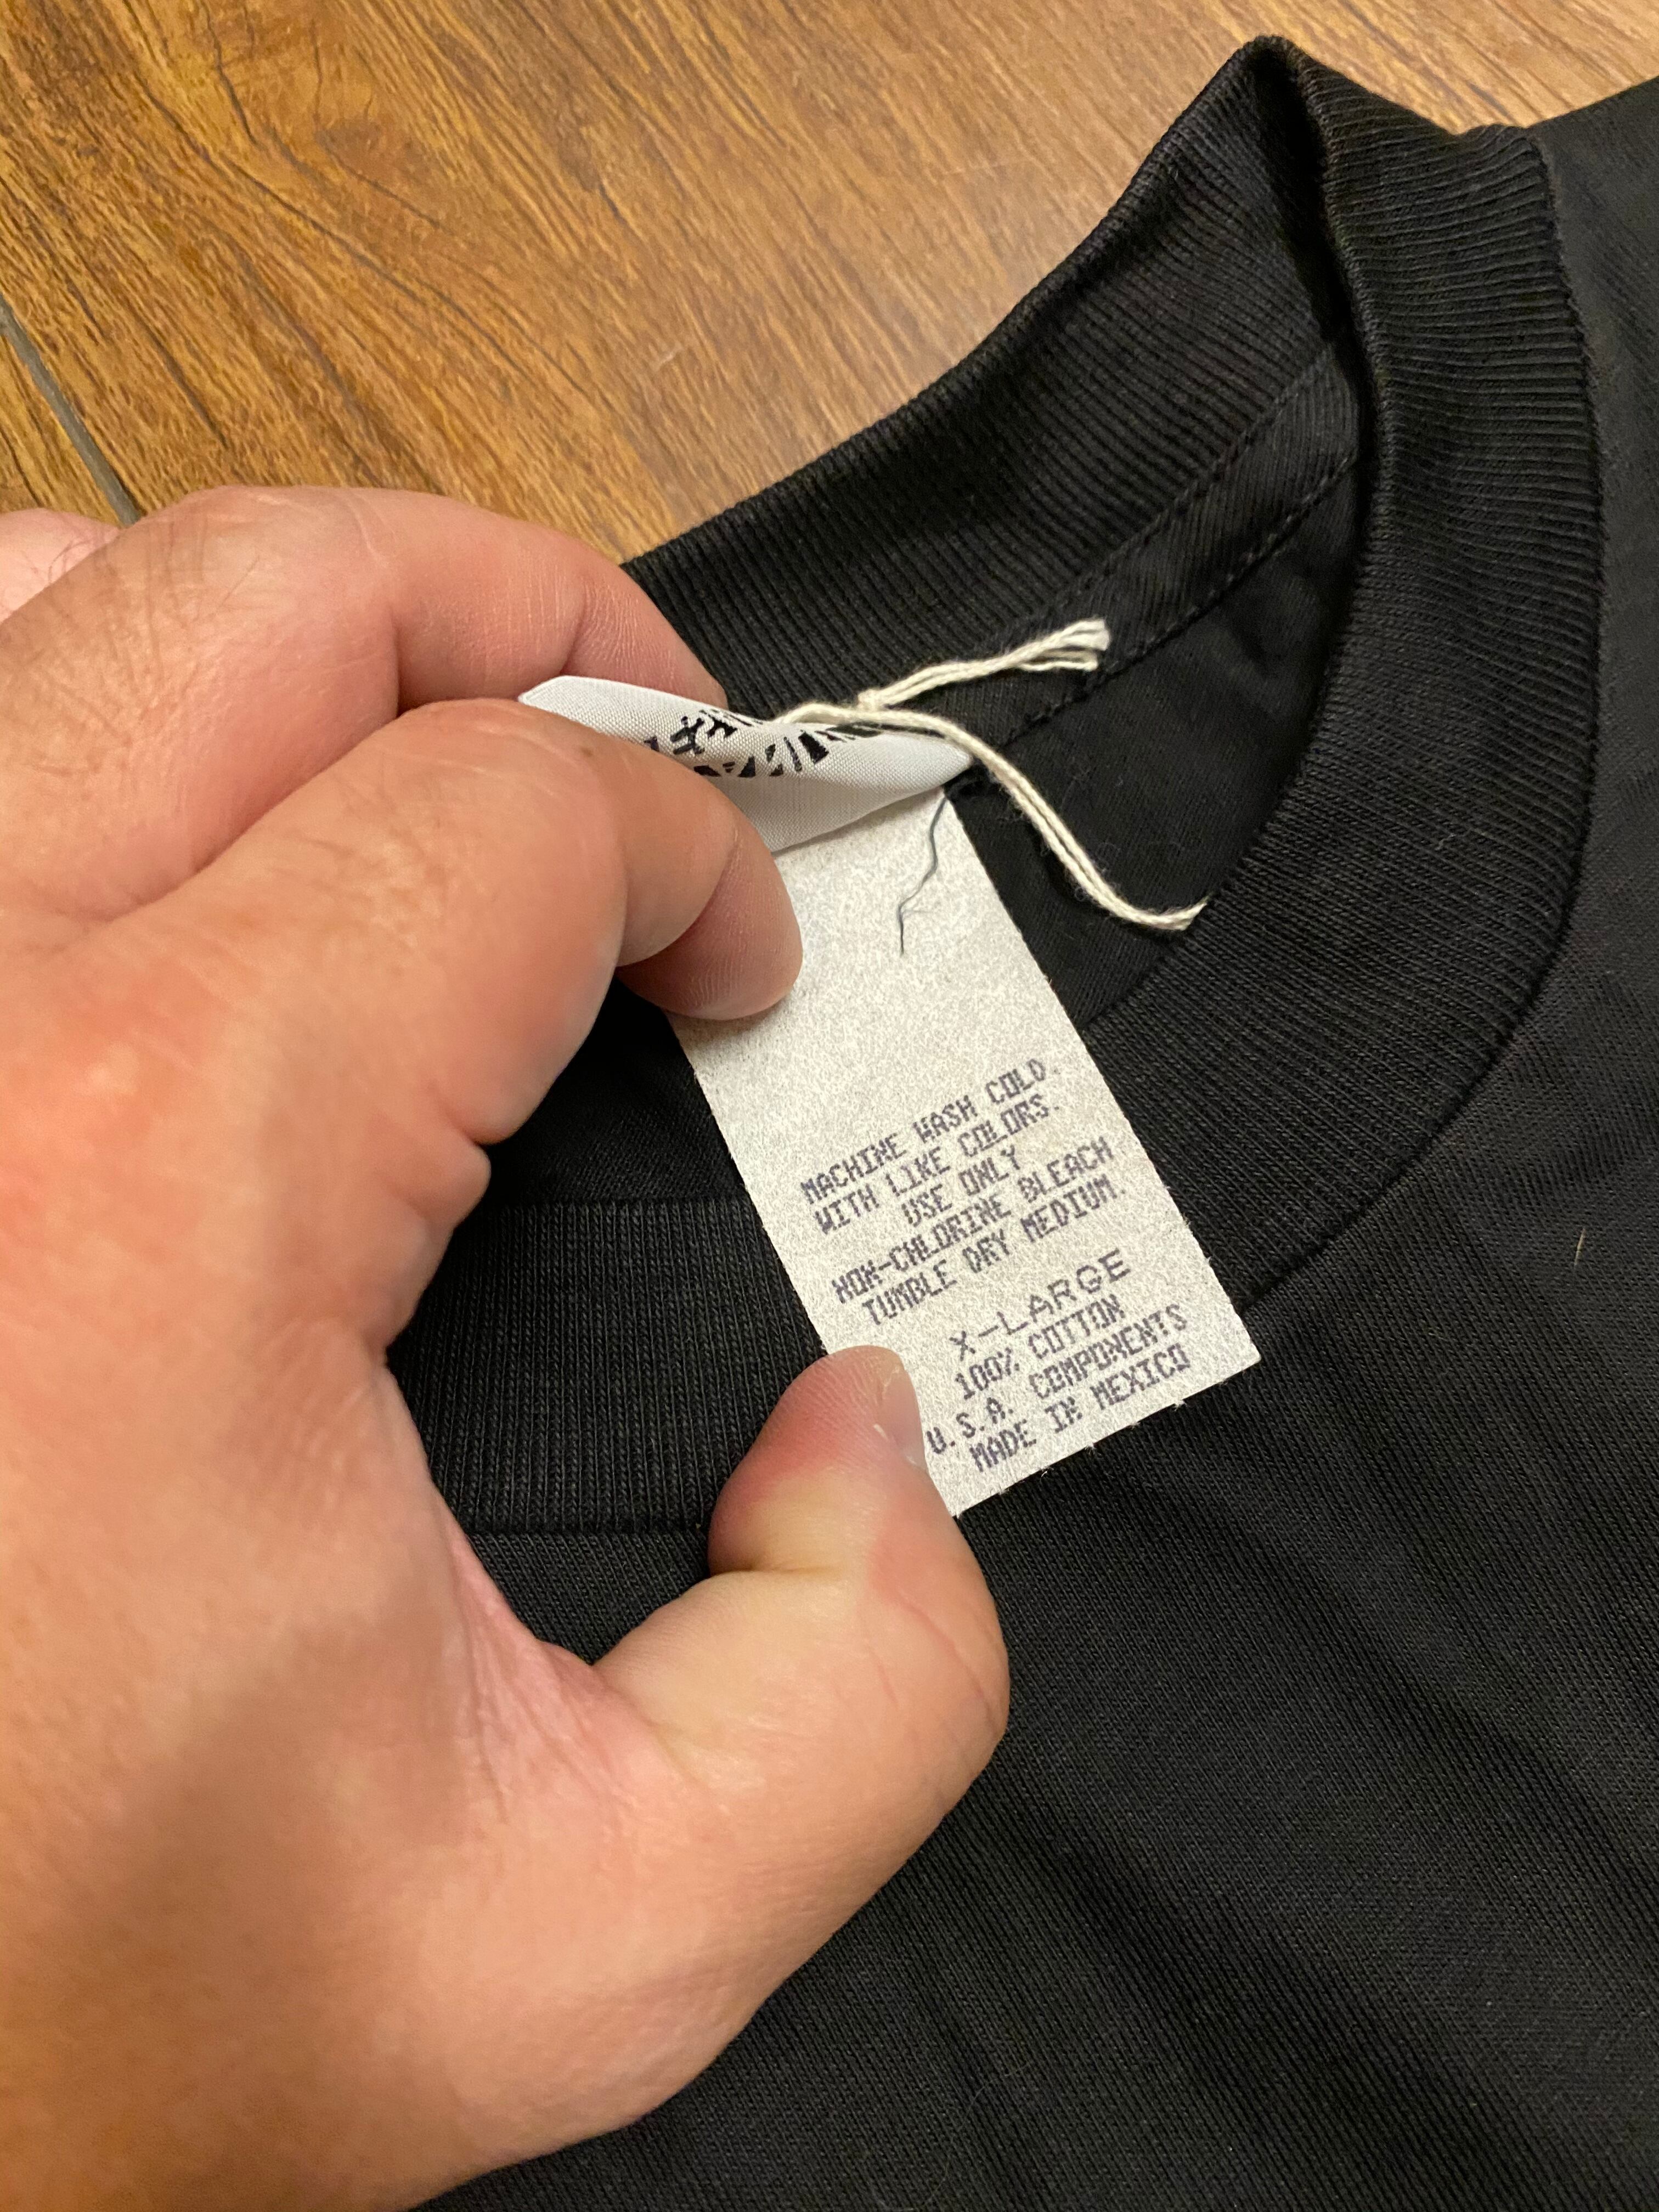 MACHINE WASH COLD.
WITH LIKE COLORS.
USE ONLY
NON-CHLORINE BLEACH
TUMBLE DRY MEDIUM.
X-LARGE
100% COTTON
U.S.A. COMPONENTS
MADE IN MEXICO